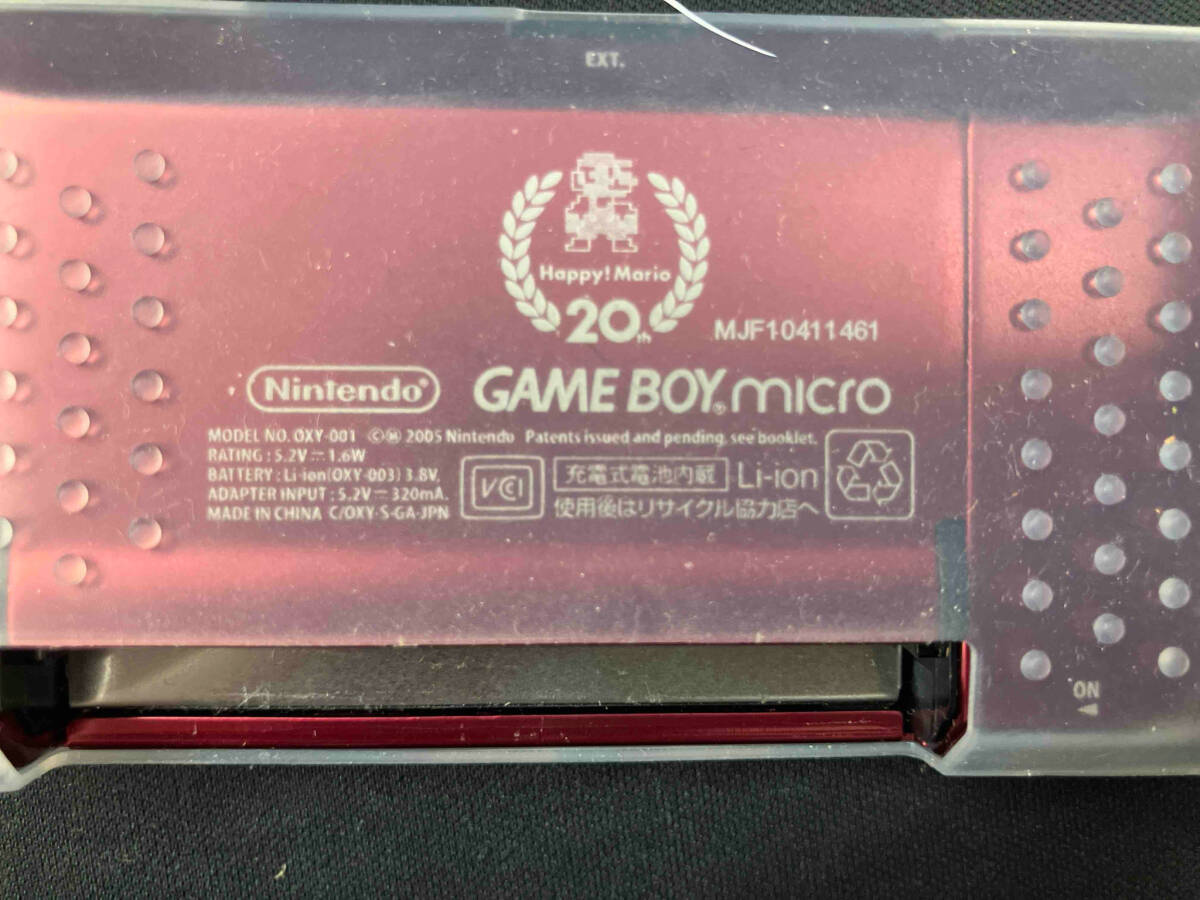 EXT.
Happy! Mario
20th
MJF10411461
Nintendo®
GAME BOY® micro
MODEL NO. OXY-001 ©Ⓜ 2005 Nintendo Patents issued and pending, see booklet.
RATING : 5.2V⎓1.6W
BATTERY : Li-ion(OXY-003) 3.8V.
ADAPTER INPUT : 5.2V⎓320mA.
MADE IN CHINA C/OXY-S-GA-JPN
VCI
充電式電池内蔵 Li-ion
使用後はリサイクル協力店へ
ON